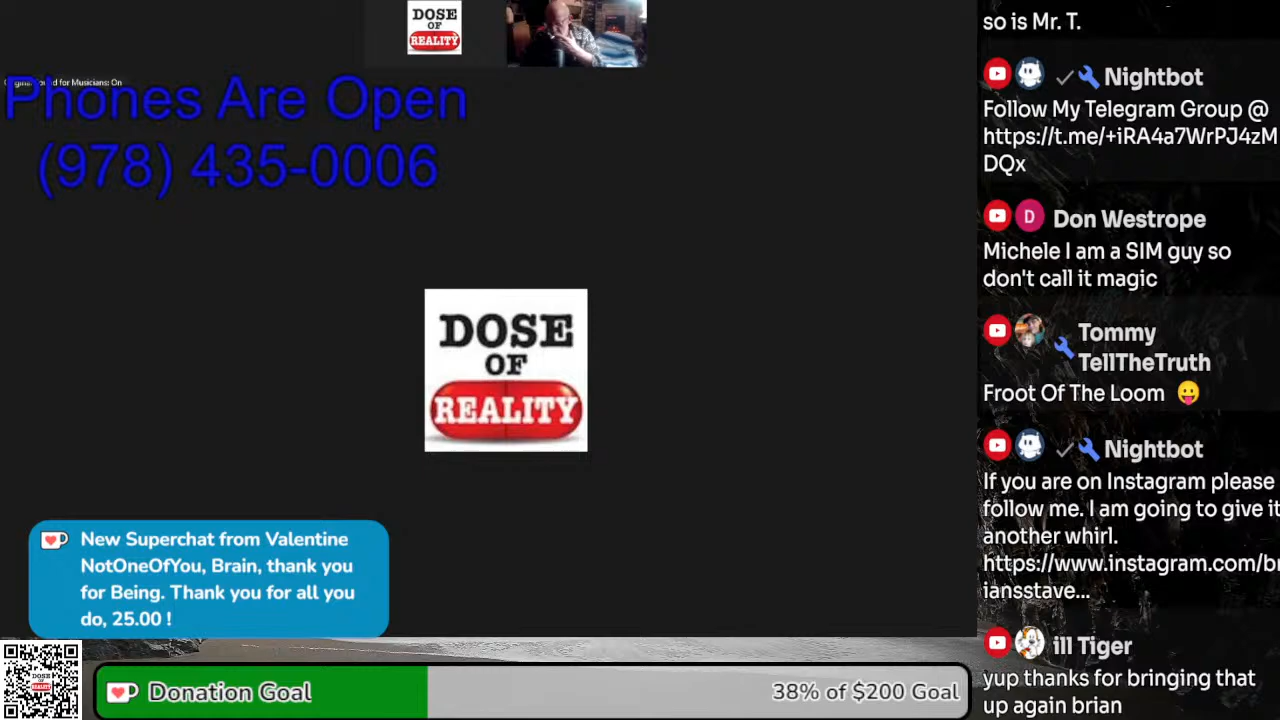 DOSE
OF
REALITY
Phones Are Open
(978) 435-0006
DOSE
OF
REALITY
New Superchat from Valentine
NotOneOfYou, Brain, thank you
for Being. Thank you for all you
do, 25.00 !
DOSE
OF
REALITY
Donation Goal
38% of $200 Goal
so is Mr. T.
Nightbot
Follow My Telegram Group @
https://t.me/+iRA4a7WrPJ4zM
DQx
D
Don Westrope
Michele I am a SIM guy so
don't call it magic
Tommy
TellTheTruth
Froot Of The Loom 😛
Nightbot
If you are on Instagram please
follow me. I am going to give it
another whirl.
https://www.instagram.com/br
iansstave...
ill Tiger
yup thanks for bringing that
up again brian